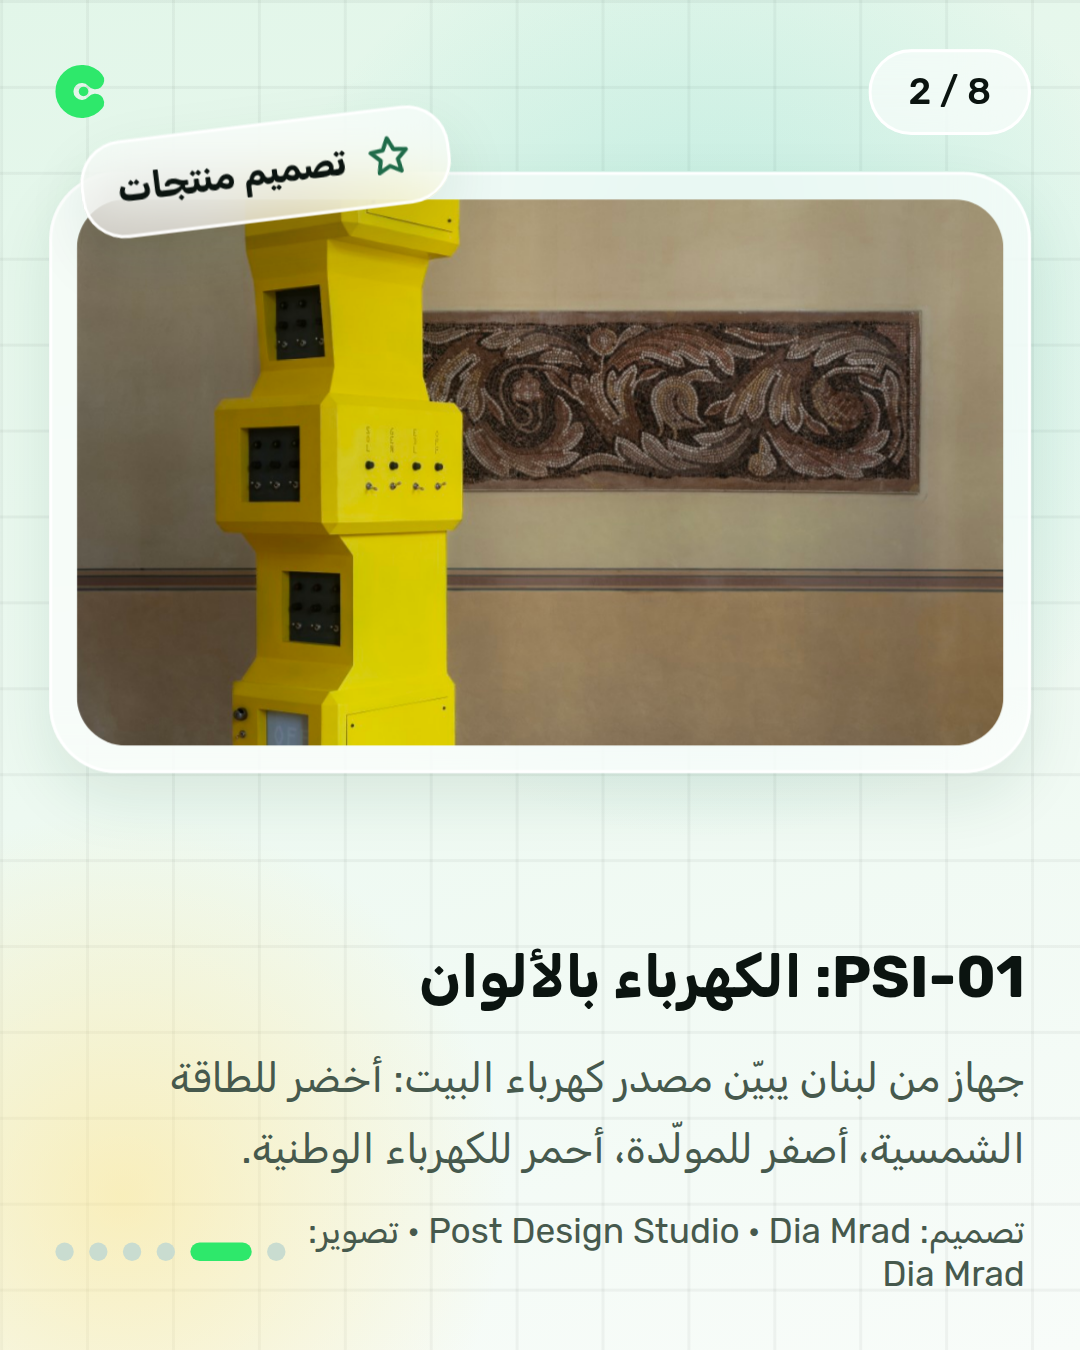 2 / 8
تصميم منتجات
PSI-01: الكهرباء بالألوان
جهاز من لبنان يبيّن مصدر كهرباء البيت: أخضر للطاقة
الشمسية، أصفر للمولّدة، أحمر للكهرباء الوطنية.
تصميم: Post Design Studio • Dia Mrad • تصوير:
Dia Mrad